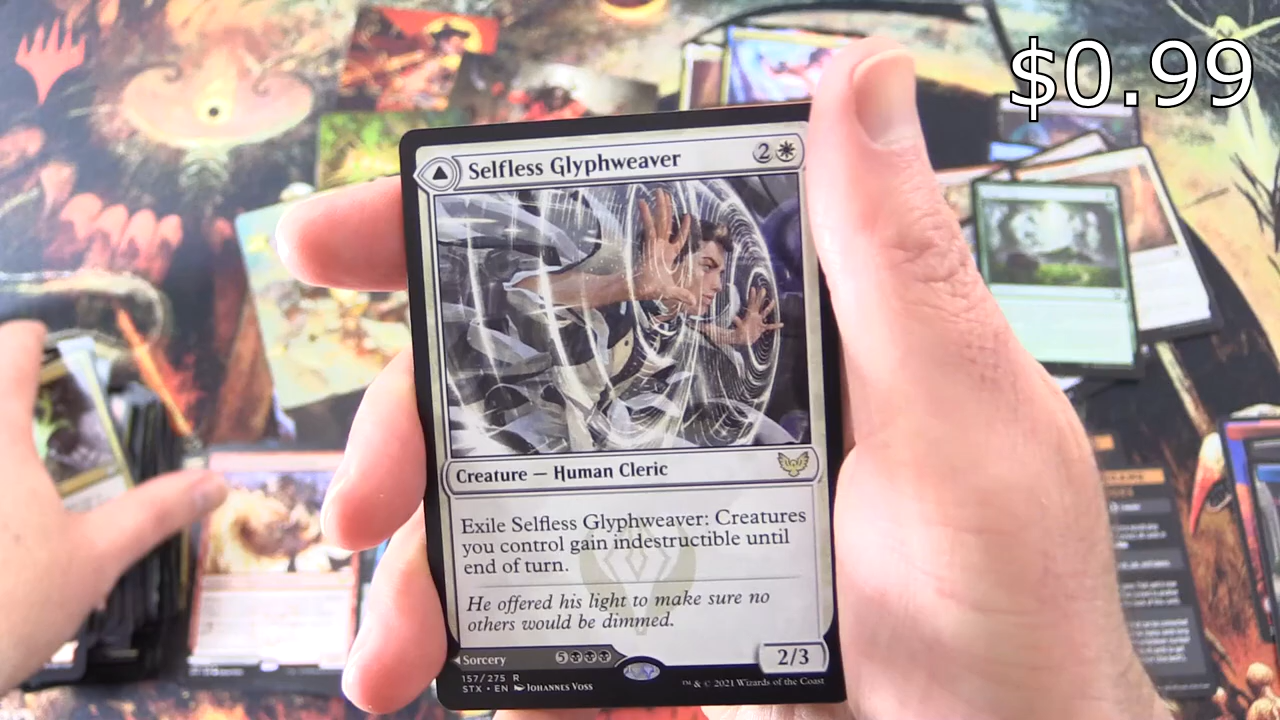 $0.99
Selfless Glyphweaver 2
Creature — Human Cleric
Exile Selfless Glyphweaver: Creatures
you control gain indestructible until
end of turn.
He offered his light to make sure no
others would be dimmed.
Sorcery 5
2/3
157/275 R
STX • EN Johannes Voss
™ & © 2021 Wizards of the Coast